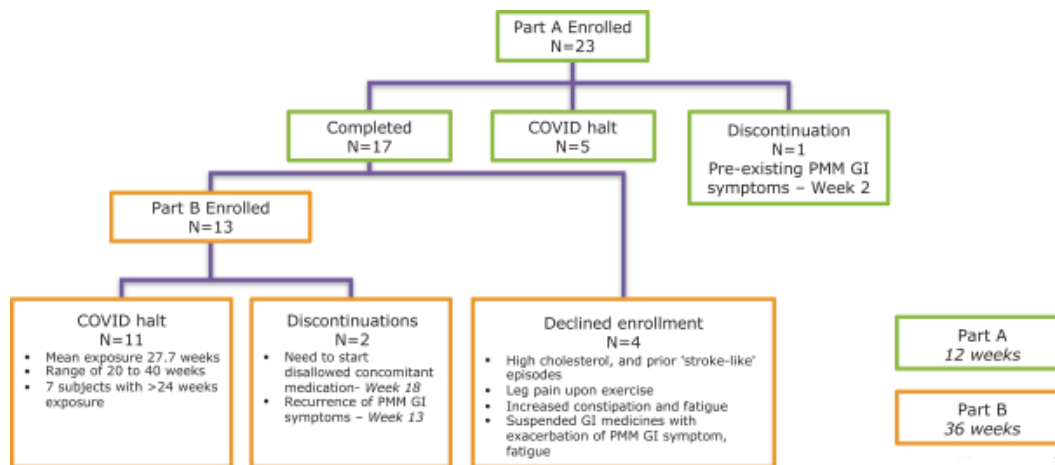 Part A Enrolled
N=23
Completed
N=17
COVID halt
N=5
Discontinuation
N=1
Pre-existing PMM GI
symptoms – Week 2
Part B Enrolled
N=13
COVID halt
N=11
• Mean exposure 27.7 weeks
• Range of 20 to 40 weeks
• 7 subjects with >24 weeks
exposure
Discontinuations
N=2
• Need to start
disallowed concomitant
medication- Week 18
• Recurrence of PMM GI
symptoms – Week 13
Declined enrollment
N=4
• High cholesterol, and prior 'stroke-like'
episodes
• Leg pain upon exercise
• Increased constipation and fatigue
• Suspended GI medicines with
exacerbation of PMM GI symptom,
fatigue
Part A
12 weeks
Part B
36 weeks